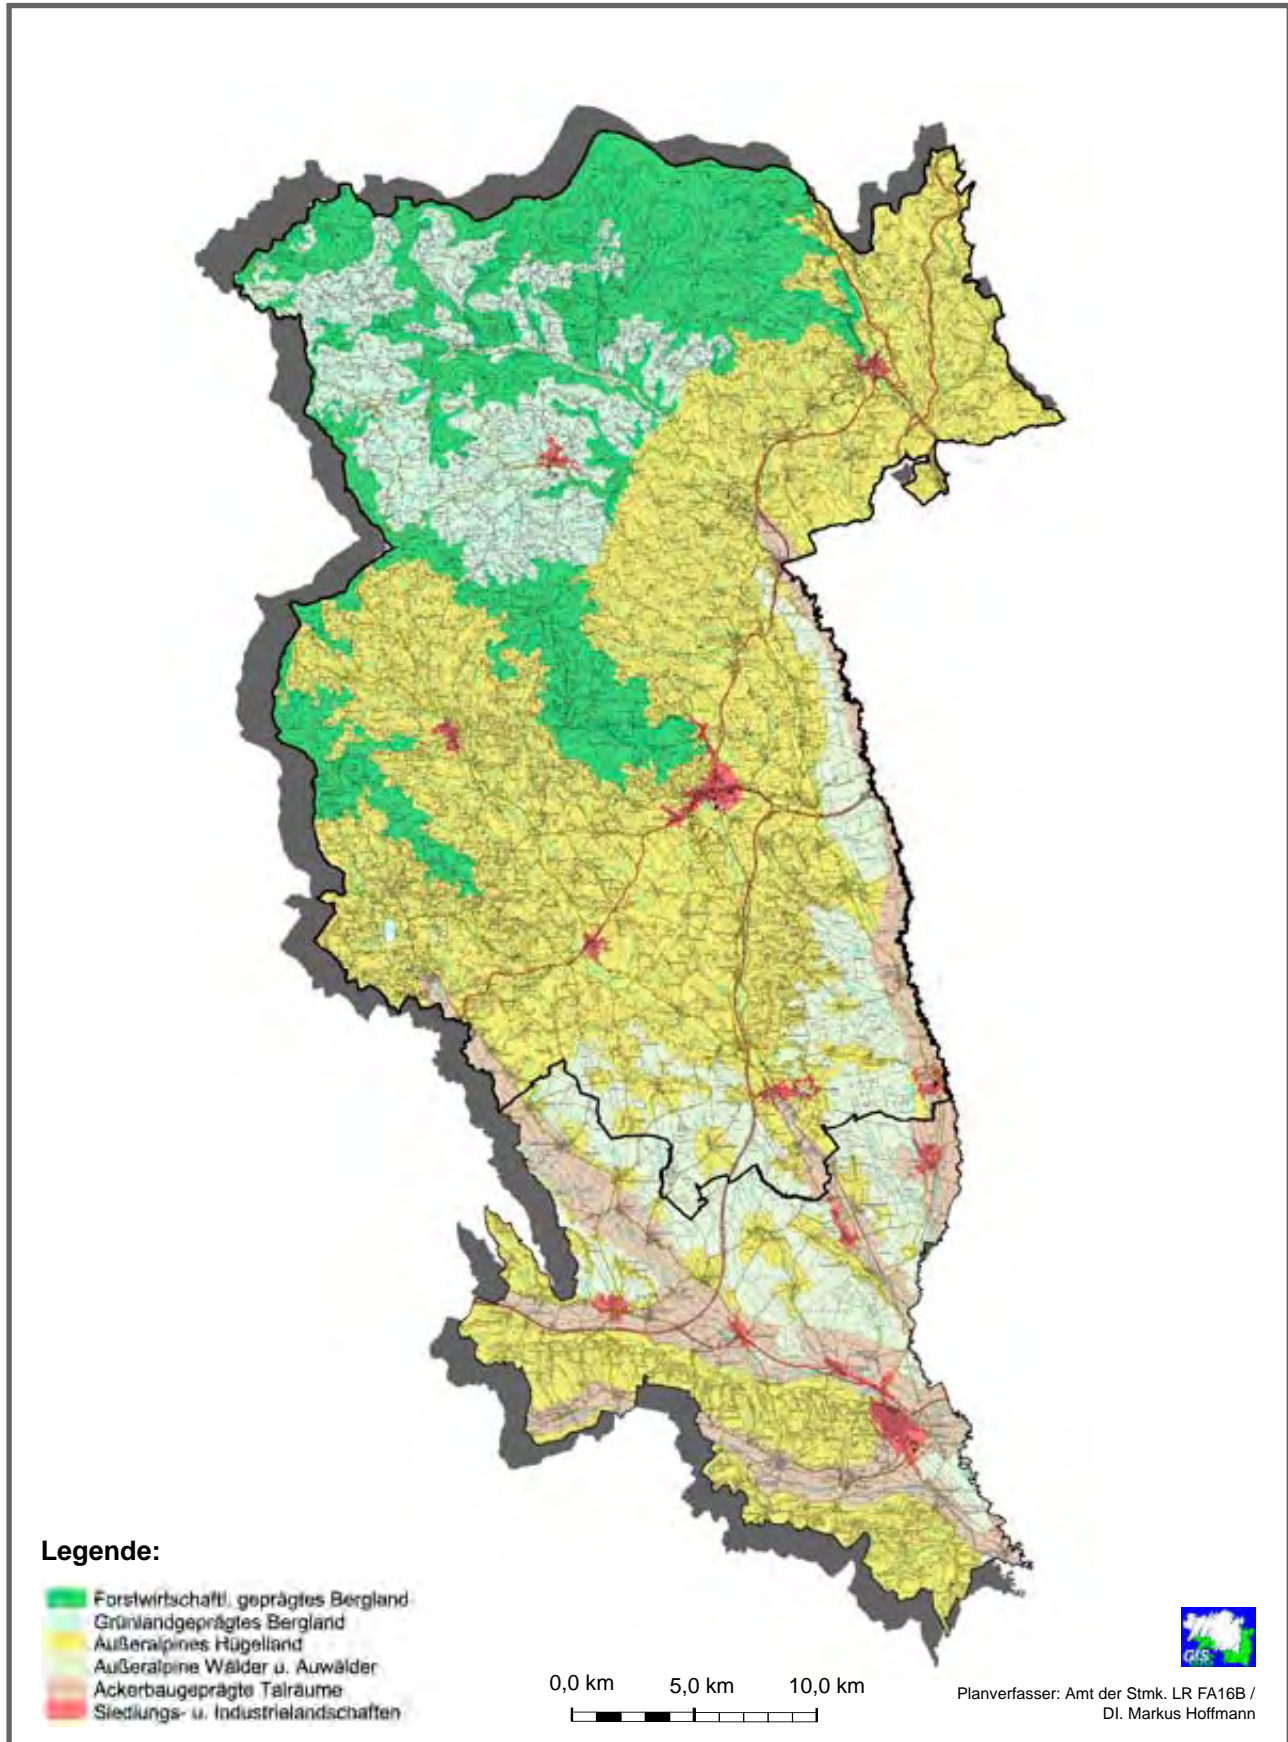 Legende:
Forstwirtschaftl. geprägtes Bergland
Grünlandgeprägtes Bergland
Außeralpines Hügelland
Außeralpine Wälder u. Auwälder
Ackerbaugeprägte Talräume
Siedlungs- u. Industrielandschaften
0,0 km 5,0 km 10,0 km
GIS
Planverfasser: Amt der Stmk. LR FA16B /
DI. Markus Hoffmann